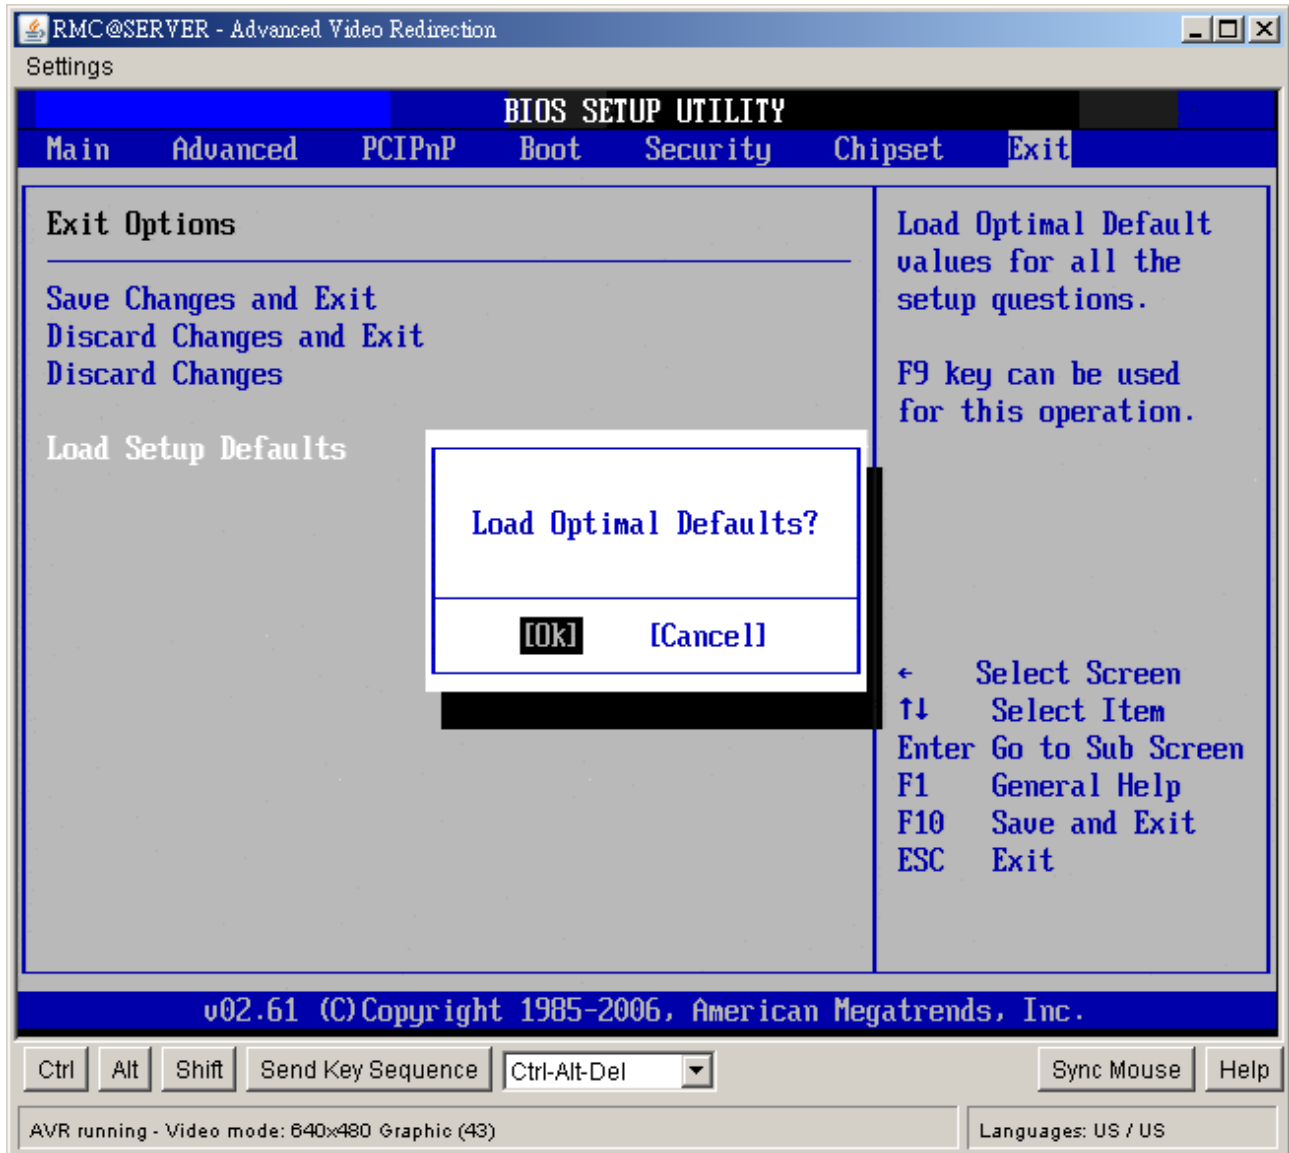 RMC@SERVER - Advanced Video Redirection
Settings
BIOS SETUP UTILITY
Main Advanced PCIPnP Boot Security Chipset Exit
Exit Options
Save Changes and Exit
Discard Changes and Exit
Discard Changes
Load Setup Defaults
Load Optimal Defaults?
[Ok] [Cancel]
Load Optimal Default
values for all the
setup questions.
F9 key can be used
for this operation.
← Select Screen
↑↓ Select Item
Enter Go to Sub Screen
F1 General Help
F10 Save and Exit
ESC Exit
v02.61 (C)Copyright 1985-2006, American Megatrends, Inc.
Ctrl Alt Shift Send Key Sequence Ctrl-Alt-Del Sync Mouse Help
AVR running - Video mode: 640x480 Graphic (43) Languages: US / US